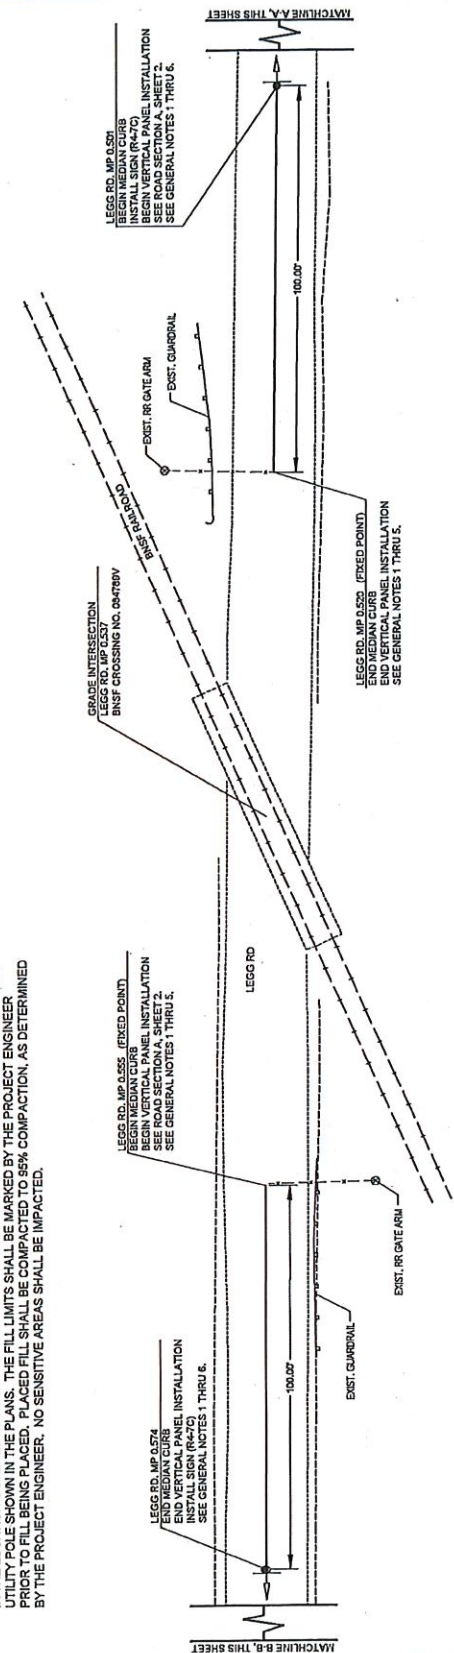 UTILITY POLE SHOWN IN THE PLANS. THE FILL LIMITS SHALL BE MARKED BY THE PROJECT ENGINEER
PRIOR TO FILL BEING PLACED. PLACED FILL SHALL BE COMPACTED TO 95% COMPACTION, AS DETERMINED
BY THE PROJECT ENGINEER. NO SENSITIVE AREAS SHALL BE IMPACTED.
LEGG RD. MP 0.574
END MEDIAN CURB
END VERTICAL PANEL INSTALLATION
INSTALL SIGN (R4-7C)
SEE GENERAL NOTES 1 THRU 6.
LEGG RD. MP 0.555 (FIXED POINT)
BEGIN MEDIAN CURB
BEGIN VERTICAL PANEL INSTALLATION
SEE ROAD SECTION A, SHEET 2.
SEE GENERAL NOTES 1 THRU 5.
GRADE INTERSECTION
LEGG RD. MP 0.537
BNSF CROSSING NO. 084789V
BNSF RAILROAD
LEGG RD. MP 0.501
BEGIN MEDIAN CURB
INSTALL SIGN (R4-7C)
BEGIN VERTICAL PANEL INSTALLATION
SEE ROAD SECTION A, SHEET 2.
SEE GENERAL NOTES 1 THRU 6.
EXIST. RR GATE ARM
EXIST. GUARDRAIL
MATCHLINE B-B, THIS SHEET
100.00'
LEGG RD
100.00'
MATCHLINE A-A, THIS SHEET
EXIST. GUARDRAIL
EXIST. RR GATE ARM
LEGG RD. MP 0.520 (FIXED POINT)
END MEDIAN CURB
END VERTICAL PANEL INSTALLATION
SEE GENERAL NOTES 1 THRU 5.